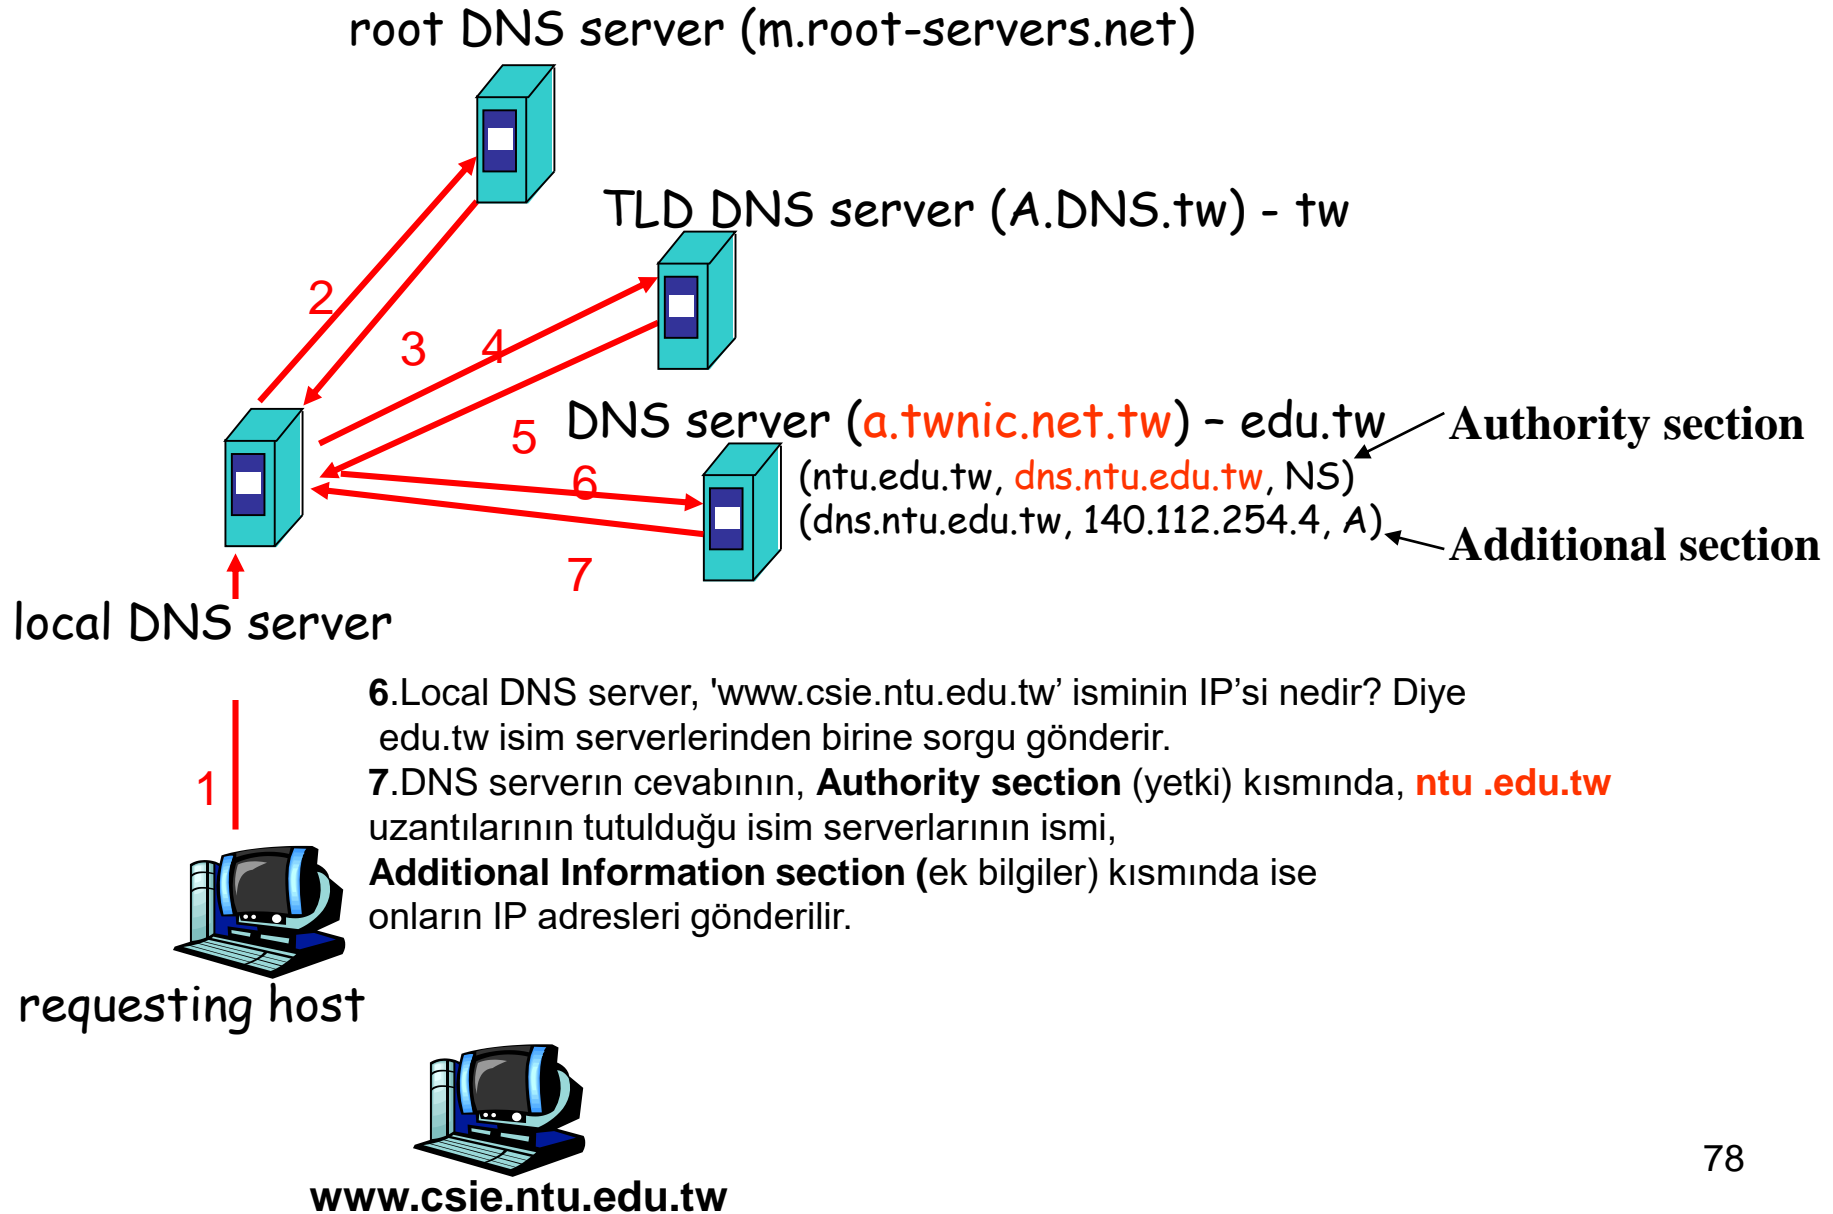 root DNS server (m.root-servers.net)
TLD DNS server (A.DNS.tw) - tw
2
3
4
5
DNS server (a.twnic.net.tw) – edu.tw
Authority section
6
(ntu.edu.tw, dns.ntu.edu.tw, NS)
(dns.ntu.edu.tw, 140.112.254.4, A)
Additional section
7
local DNS server
6.Local DNS server, 'www.csie.ntu.edu.tw’ isminin IP’si nedir? Diye
edu.tw isim serverlerinden birine sorgu gönderir.
7.DNS serverın cevabının, Authority section (yetki) kısmında, ntu .edu.tw
uzantılarının tutulduğu isim serverlarının ismi,
Additional Information section (ek bilgiler) kısmında ise
onların IP adresleri gönderilir.
1
requesting host
www.csie.ntu.edu.tw
78